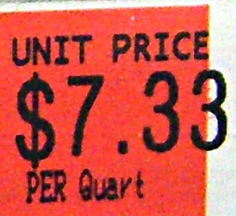 UNIT PRICE
$7.33
PER Quart